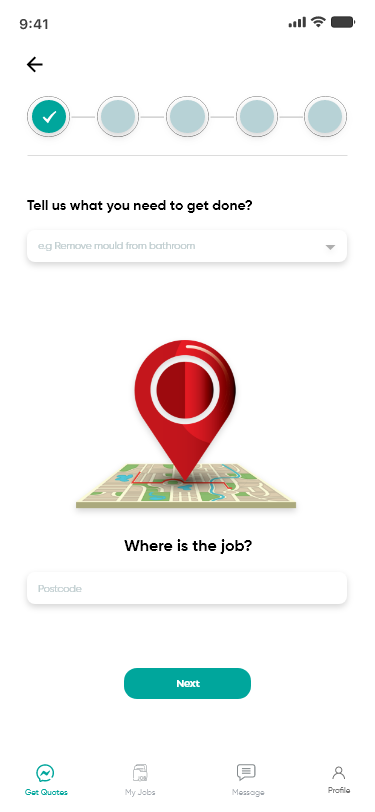 9:41
Tell us what you need to get done?
e.g Remove mould from bathroom
Where is the job?
Postcode
Next
JOB
Get Quotes
My Jobs
Message
Profile